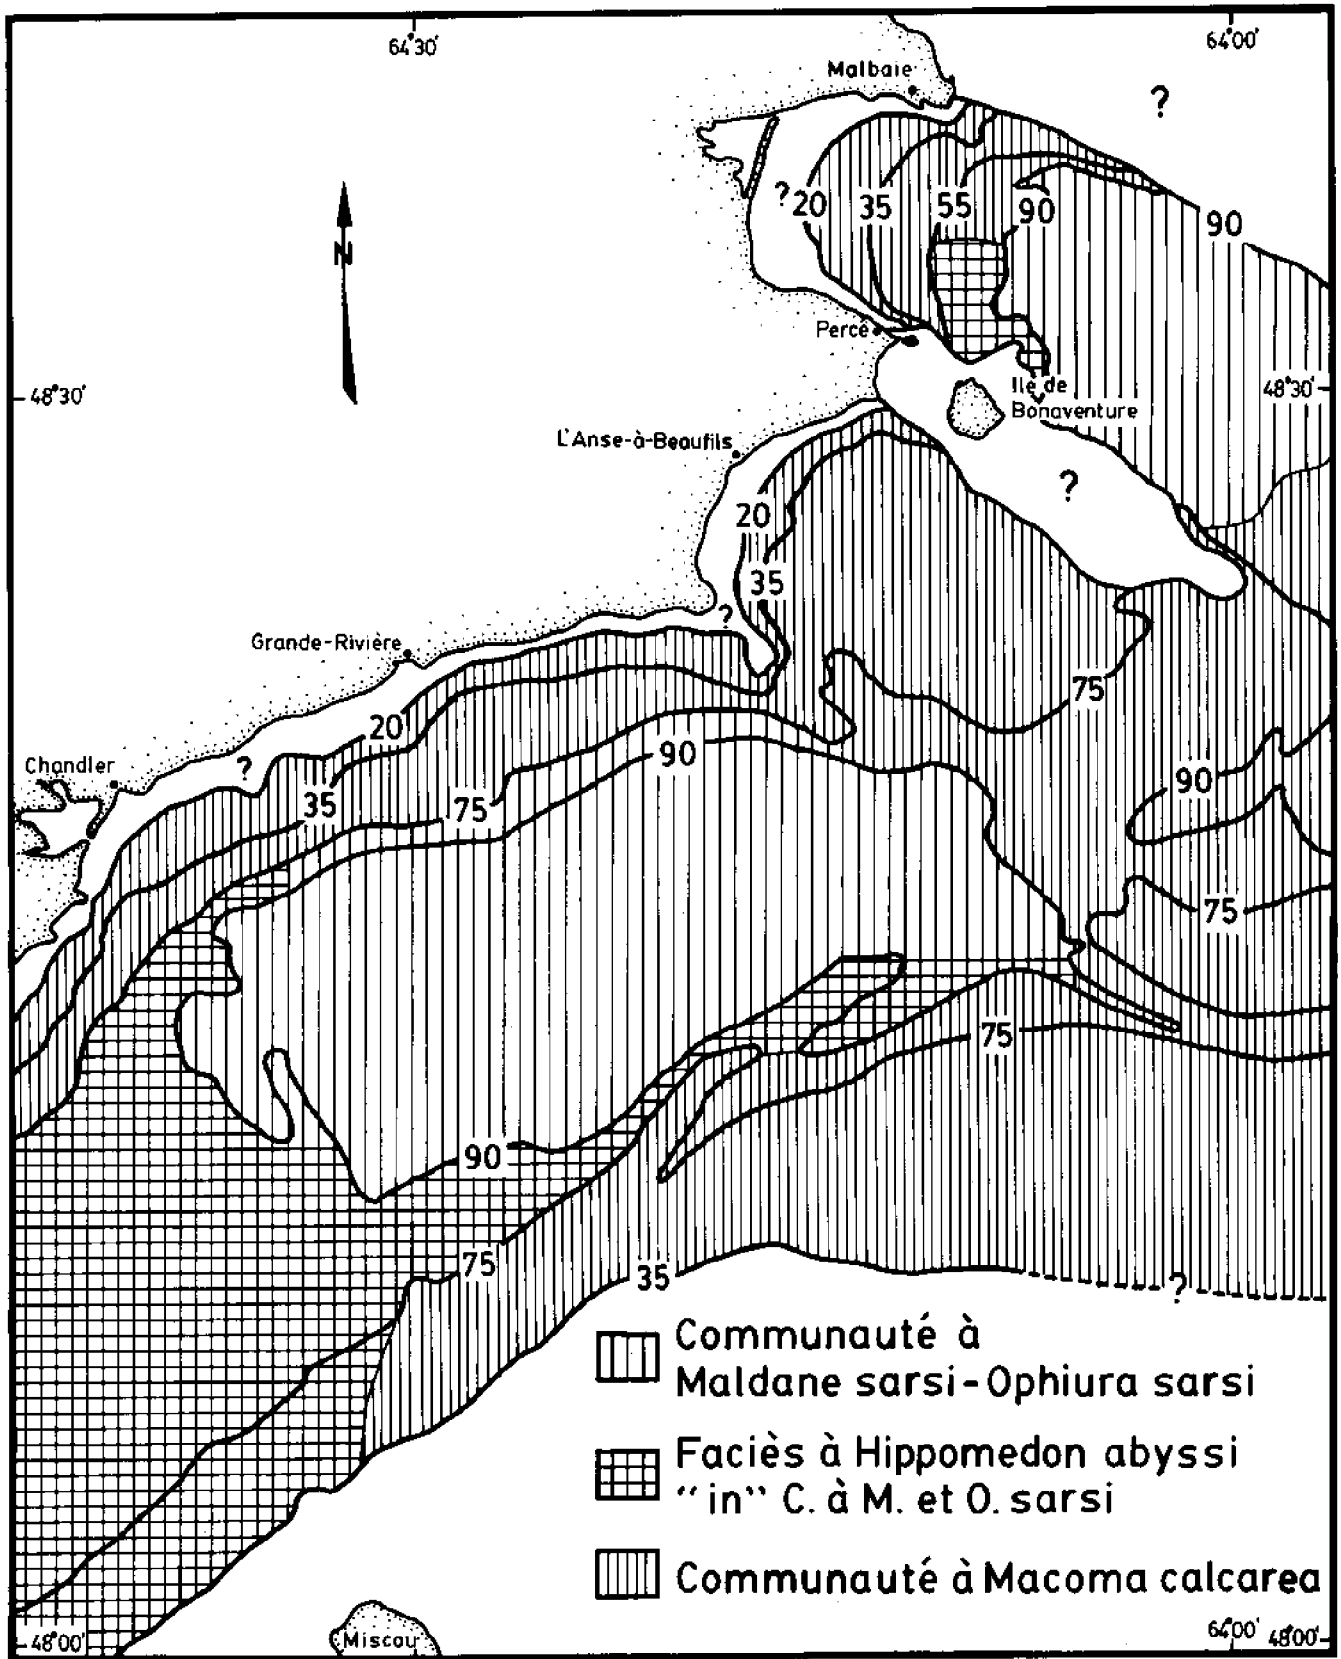 64°30'
64°00'
Malbaie
?
? 20 35 55 90
90
N
Percé
48°30'
48°30'
Ile de
Bonaventure
L'Anse-à-Beaufils
?
20
35
?
Grande-Rivière
75
20
90
Chandler
?
90
35
75
75
75
90
75
35
?
Communauté à
Maldane sarsi-Ophiura sarsi
Faciès à Hippomedon abyssi
“in” C. à M. et O. sarsi
Communauté à Macoma calcarea
Miscou
48°00'
64°00'
48°00'